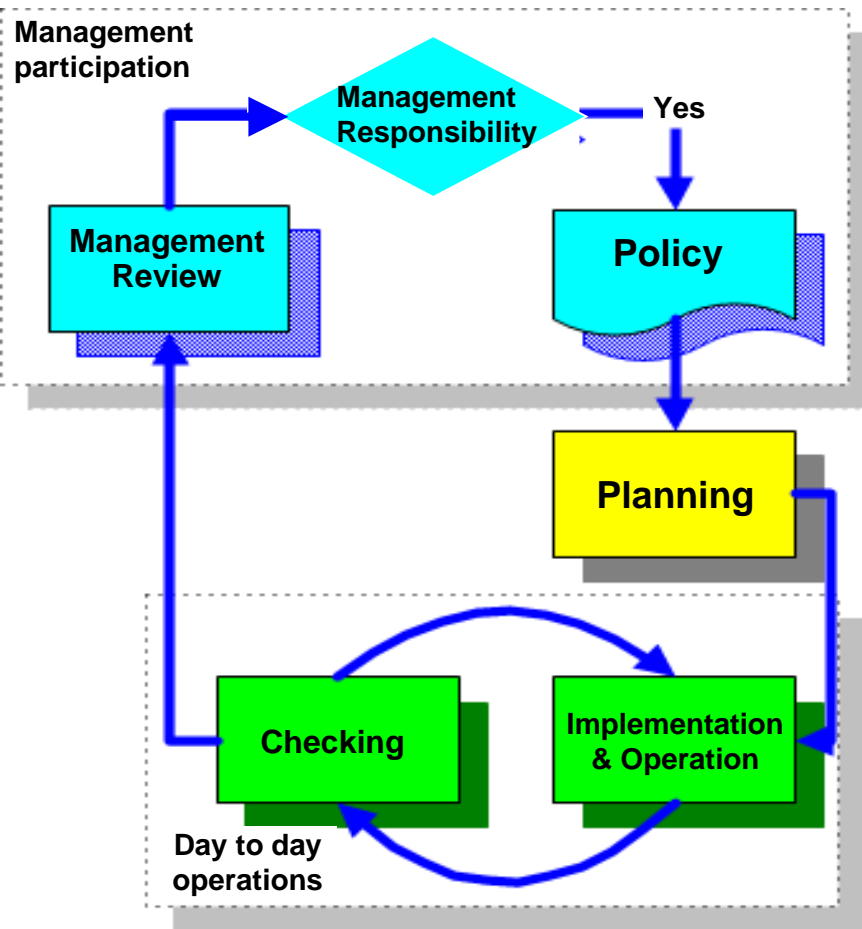 Management
participation
Management
Responsibility
Yes
Management
Review
Policy
Planning
Checking
Implementation
& Operation
Day to day
operations